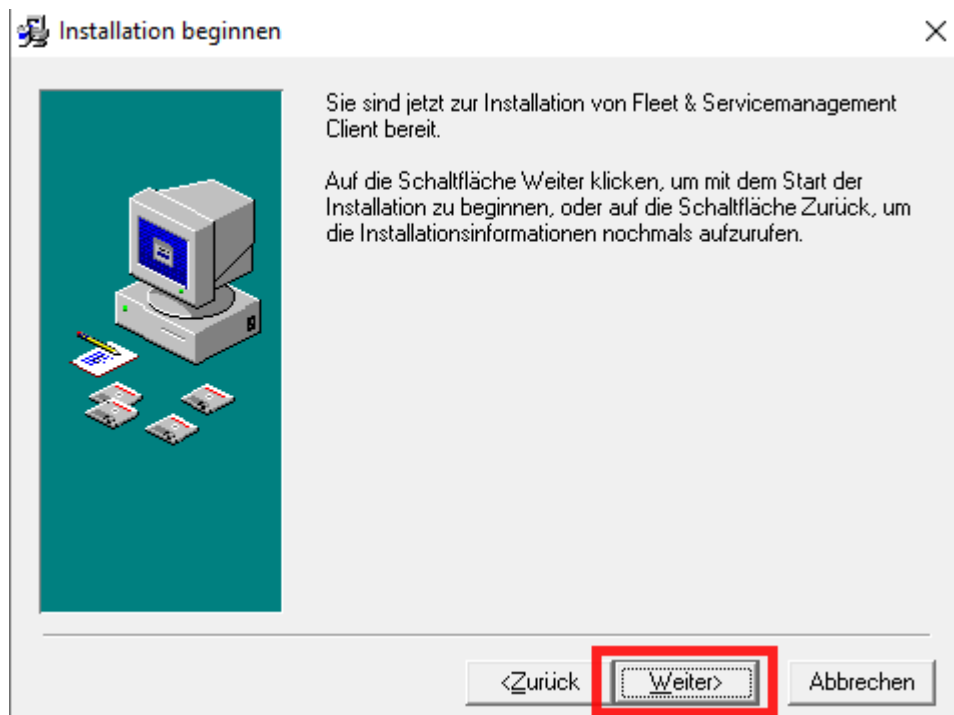 Installation beginnen
Sie sind jetzt zur Installation von Fleet & Servicemanagement
Client bereit.
Auf die Schaltfläche Weiter klicken, um mit dem Start der
Installation zu beginnen, oder auf die Schaltfläche Zurück, um
die Installationsinformationen nochmals aufzurufen.
<Zurück
Weiter>
Abbrechen